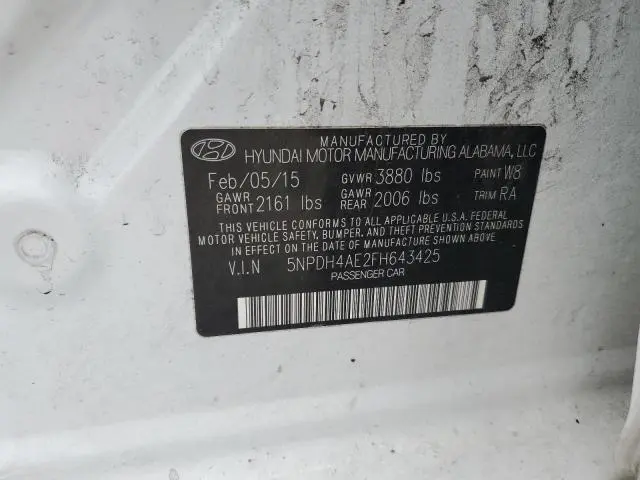 MANUFACTURED BY
HYUNDAI MOTOR MANUFACTURING ALABAMA, LLC
Feb/05/15 GVWR 3880 lbs PAINT W8
GAWR FRONT 2161 lbs GAWR REAR 2006 lbs TRIM RA
THIS VEHICLE CONFORMS TO ALL APPLICABLE U.S.A. FEDERAL
MOTOR VEHICLE SAFETY, BUMPER, AND THEFT PREVENTION
STANDARDS IN EFFECT ON THE DATE OF MANUFACTURE SHOWN ABOVE.
V.I.N 5NPDH4AE2FH643425
PASSENGER CAR